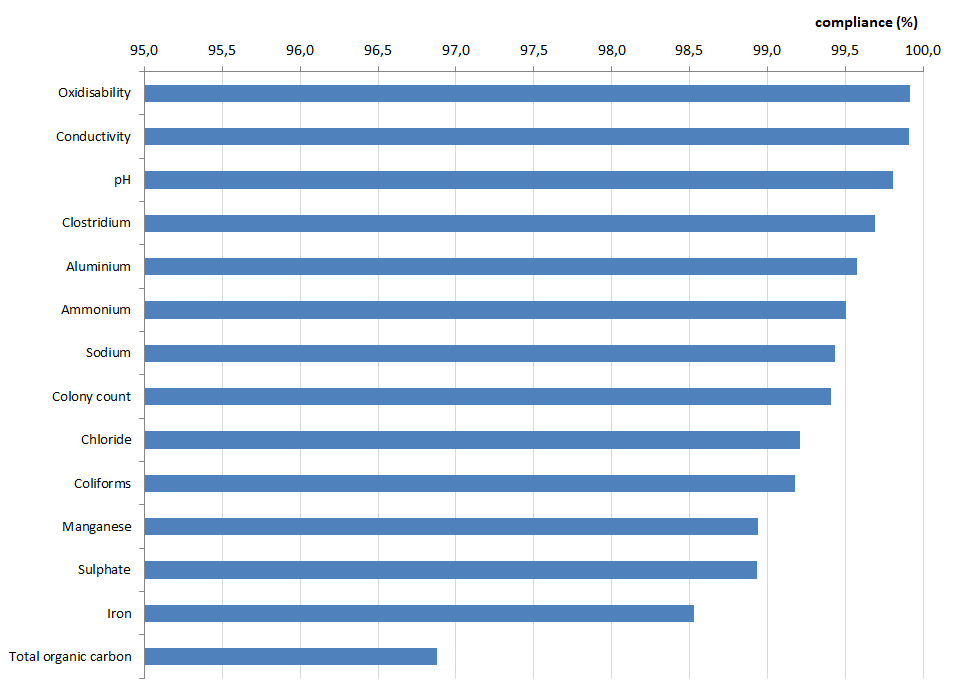 compliance (%)
95,0 95,5 96,0 96,5 97,0 97,5 98,0 98,5 99,0 99,5 100,0
Oxidisability
Conductivity
pH
Clostridium
Aluminium
Ammonium
Sodium
Colony count
Chloride
Coliforms
Manganese
Sulphate
Iron
Total organic carbon